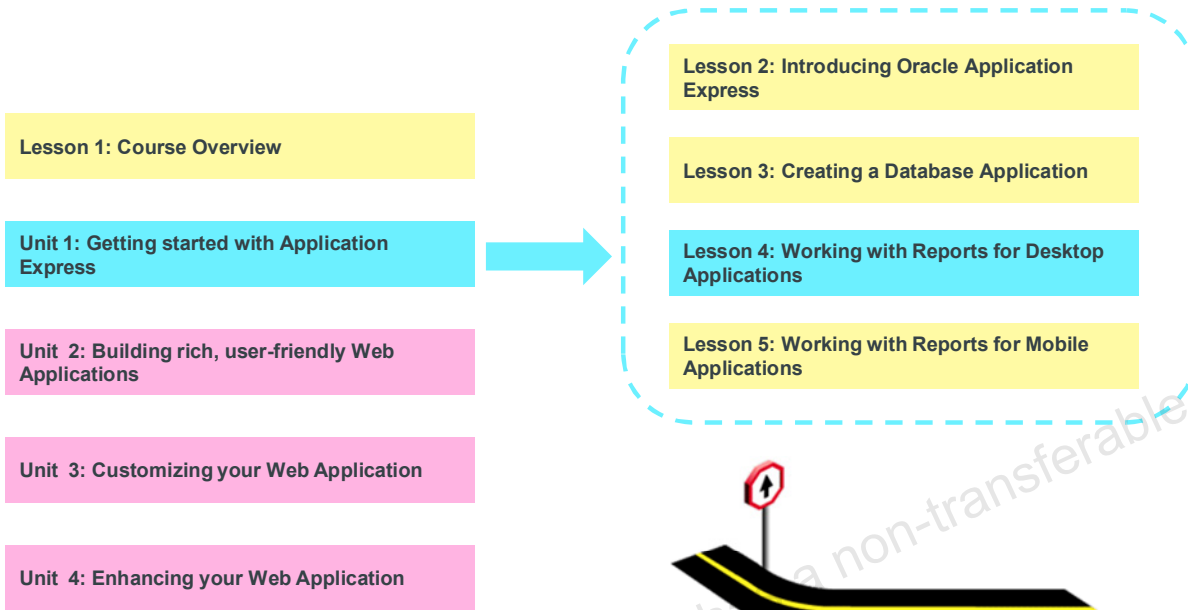 Lesson 1: Course Overview
Unit 1: Getting started with Application
Express
Unit  2: Building rich, user-friendly Web
Applications
Unit  3: Customizing your Web Application
Unit  4: Enhancing your Web Application
Lesson 2: Introducing Oracle Application
Express
Lesson 3: Creating a Database Application
Lesson 4: Working with Reports for Desktop
Applications
Lesson 5: Working with Reports for Mobile
Applications
a non-transferable